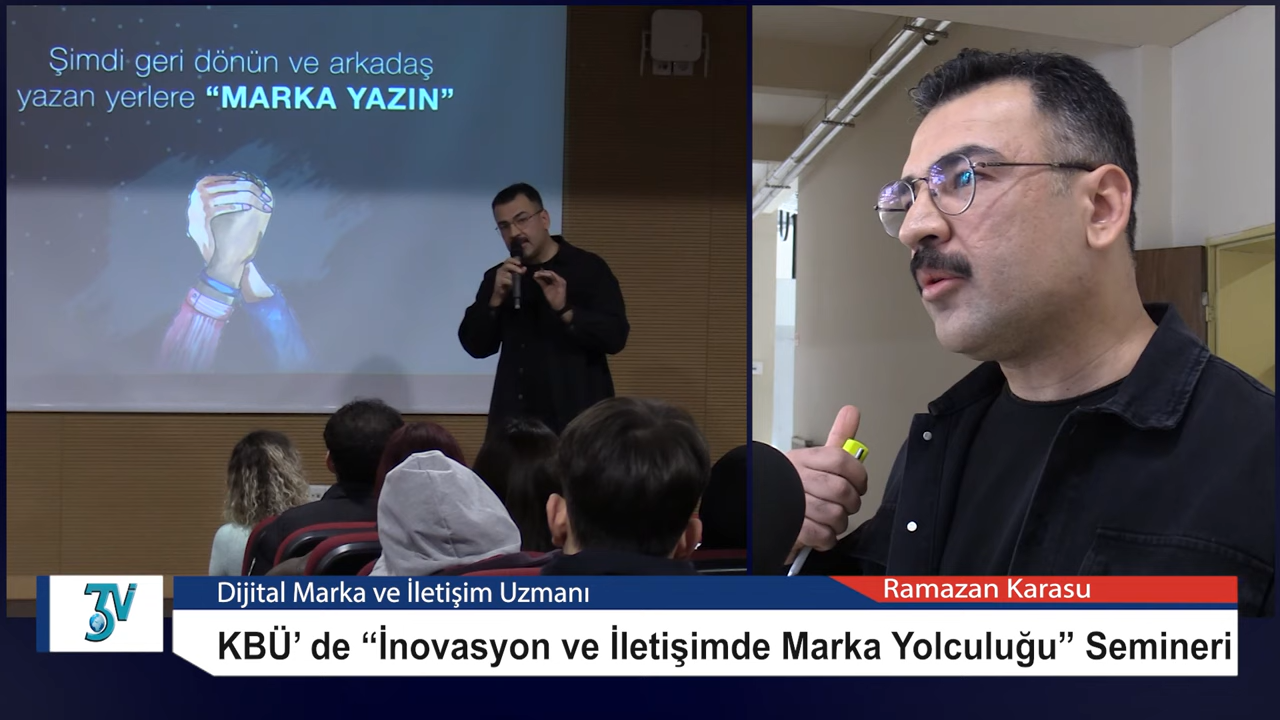 Şimdi geri dönün ve arkadaş
yazan yerlere “MARKA YAZIN”
3V
Dijital Marka ve İletişim Uzmanı
Ramazan Karasu
KBÜ’ de “İnovasyon ve İletişimde Marka Yolculuğu” Semineri